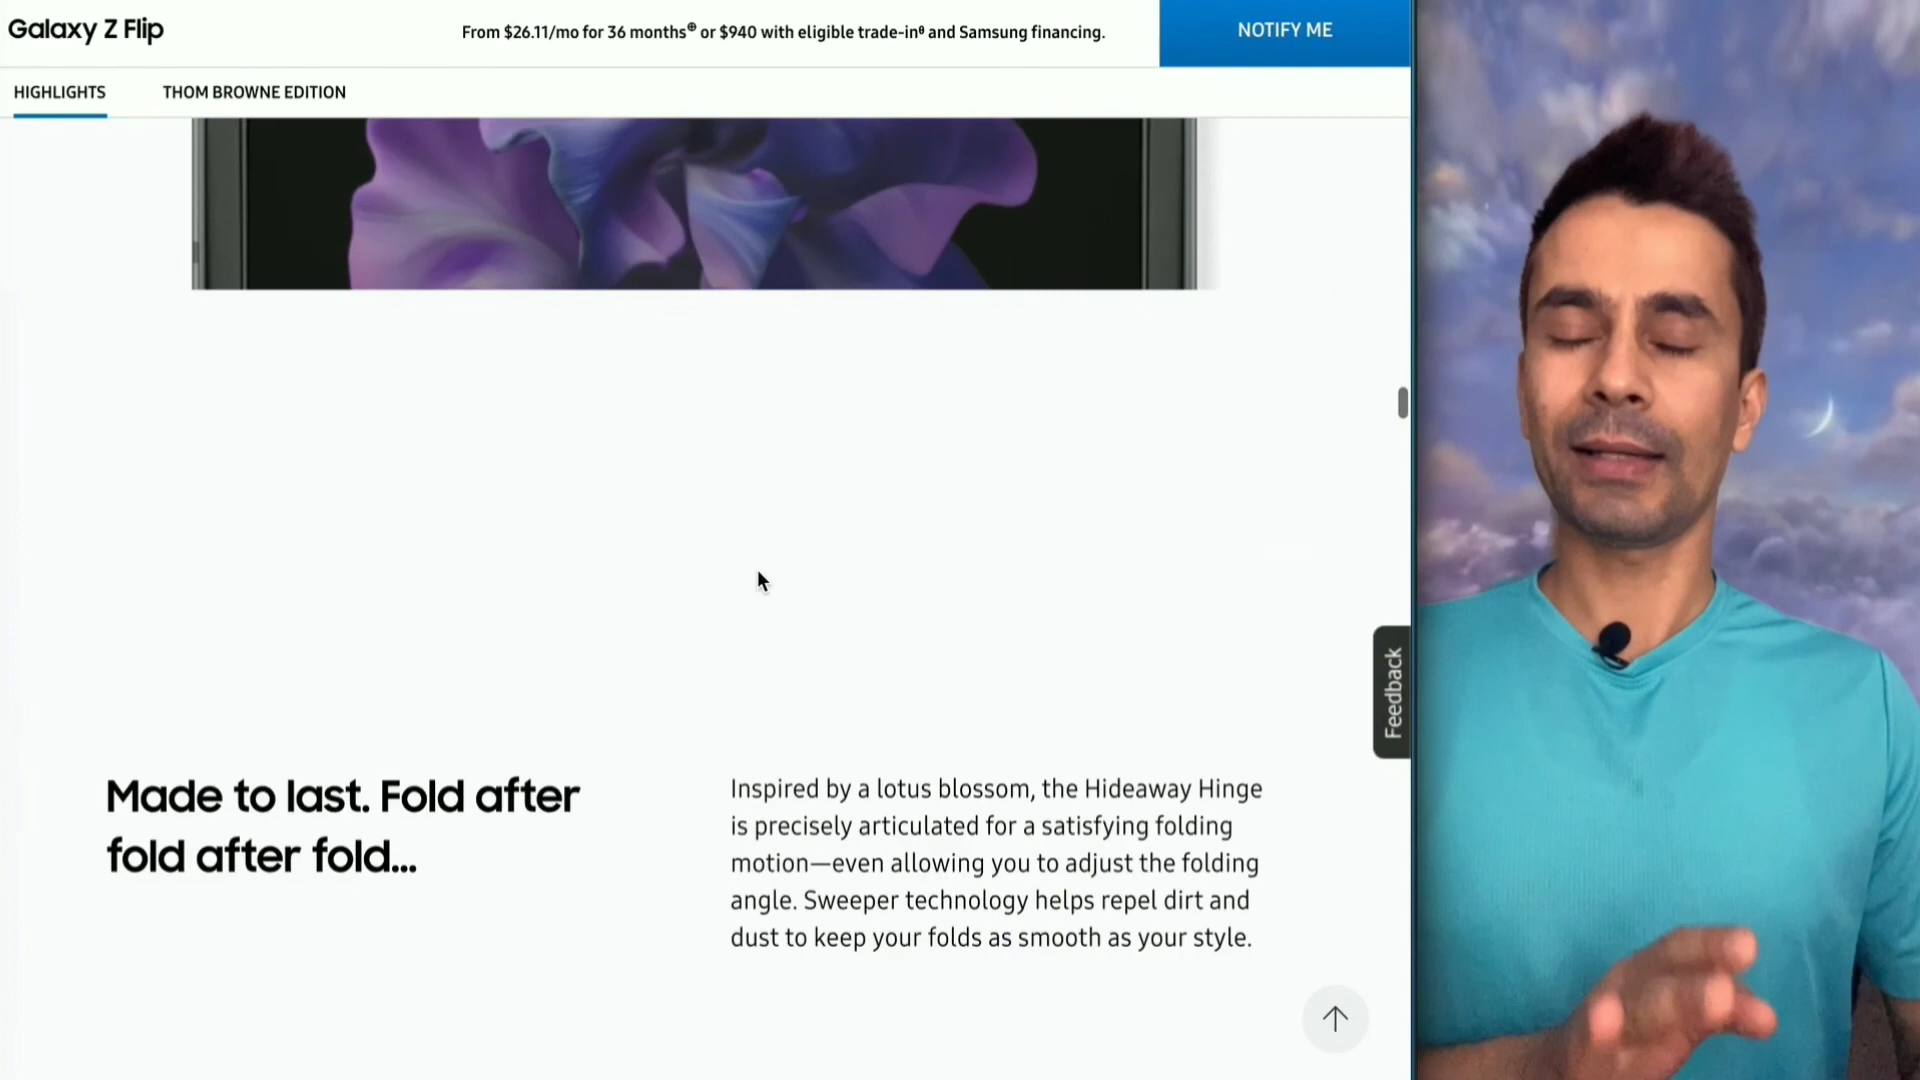 Galaxy Z Flip
From $26.11/mo for 36 months⊕ or $940 with eligible trade-inθ and Samsung financing.
NOTIFY ME
HIGHLIGHTS
THOM BROWNE EDITION
Feedback
Made to last. Fold after
fold after fold...
Inspired by a lotus blossom, the Hideaway Hinge
is precisely articulated for a satisfying folding
motion—even allowing you to adjust the folding
angle. Sweeper technology helps repel dirt and
dust to keep your folds as smooth as your style.